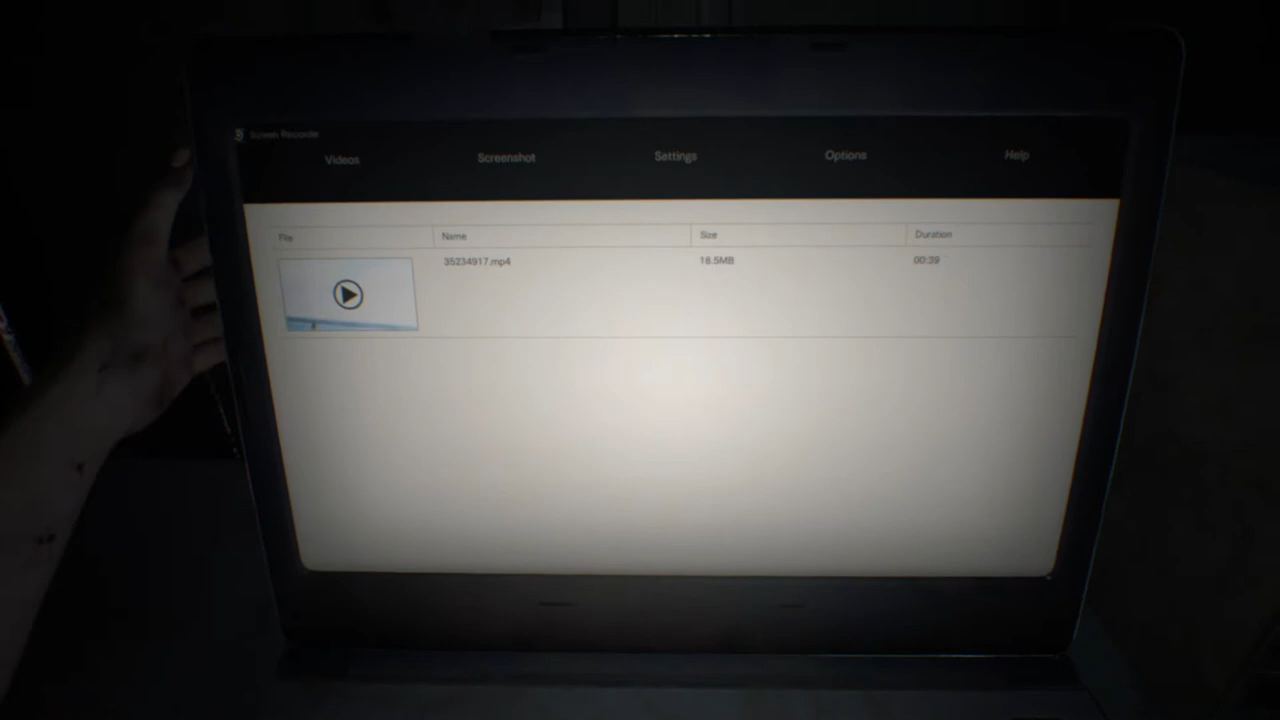 Screen Recorder
Videos Screenshot Settings Options Help
File Name Size Duration
35234917.mp4 18.5MB 00:39